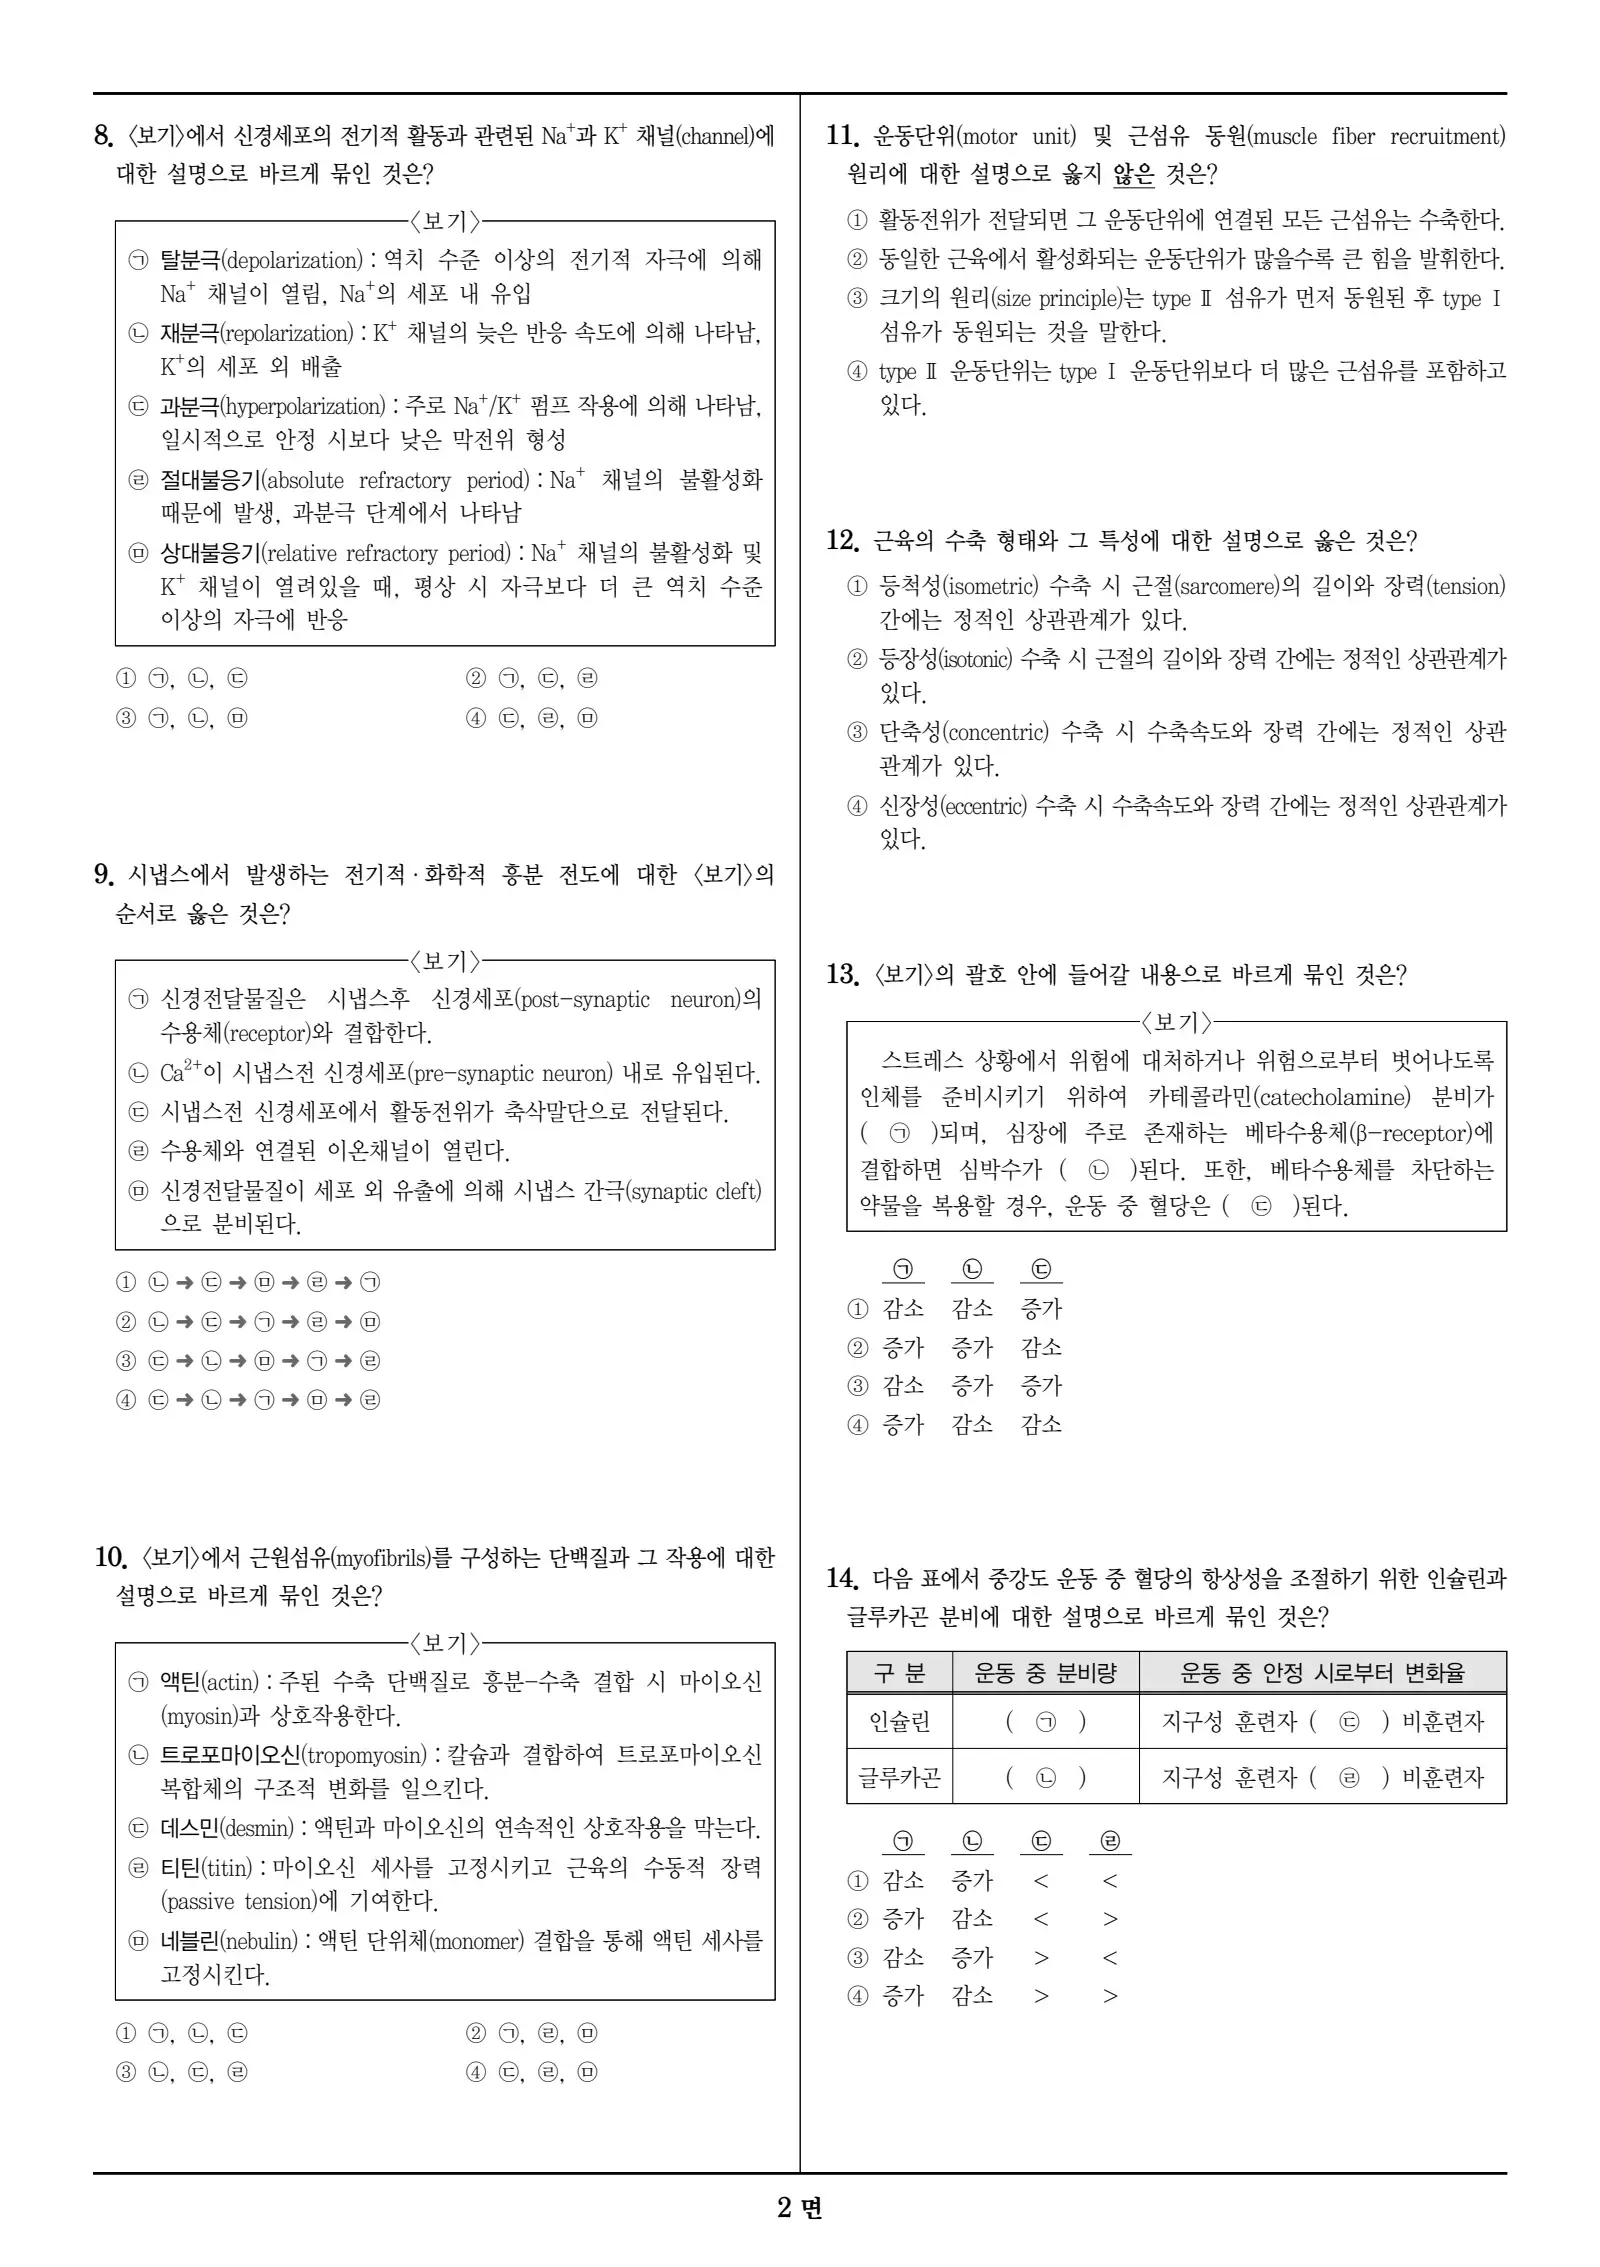 8. 〈보기〉에서 신경세포의 전기적 활동과 관련된 Na⁺과 K⁺ 채널(channel)에
대한 설명으로 바르게 묶인 것은?
〈보기〉
㉠ 탈분극(depolarization) : 역치 수준 이상의 전기적 자극에 의해
Na⁺ 채널이 열림, Na⁺의 세포 내 유입
㉡ 재분극(repolarization) : K⁺ 채널의 늦은 반응 속도에 의해 나타남,
K⁺의 세포 외 배출
㉢ 과분극(hyperpolarization) : 주로 Na⁺/K⁺ 펌프 작용에 의해 나타남,
일시적으로 안정 시보다 낮은 막전위 형성
㉣ 절대불응기(absolute refractory period) : Na⁺ 채널의 불활성화
때문에 발생, 과분극 단계에서 나타남
㉤ 상대불응기(relative refractory period) : Na⁺ 채널의 불활성화 및
K⁺ 채널이 열려있을 때, 평상 시 자극보다 더 큰 역치 수준
이상의 자극에 반응
① ㉠, ㉡, ㉢ ② ㉠, ㉢, ㉣
③ ㉠, ㉡, ㉤ ④ ㉢, ㉣, ㉤
9. 시냅스에서 발생하는 전기적·화학적 흥분 전도에 대한 〈보기〉의
순서로 옳은 것은?
〈보기〉
㉠ 신경전달물질은 시냅스후 신경세포(post-synaptic neuron)의
수용체(receptor)와 결합한다.
㉡ Ca²⁺이 시냅스전 신경세포(pre-synaptic neuron) 내로 유입된다.
㉢ 시냅스전 신경세포에서 활동전위가 축삭말단으로 전달된다.
㉣ 수용체와 연결된 이온채널이 열린다.
㉤ 신경전달물질이 세포 외 유출에 의해 시냅스 간극(synaptic cleft)
으로 분비된다.
① ㉡ ➜ ㉢ ➜ ㉤ ➜ ㉣ ➜ ㉠
② ㉡ ➜ ㉢ ➜ ㉠ ➜ ㉣ ➜ ㉤
③ ㉢ ➜ ㉡ ➜ ㉤ ➜ ㉠ ➜ ㉣
④ ㉢ ➜ ㉡ ➜ ㉠ ➜ ㉤ ➜ ㉣
10. 〈보기〉에서 근원섬유(myofibrils)를 구성하는 단백질과 그 작용에 대한
설명으로 바르게 묶인 것은?
〈보기〉
㉠ 액틴(actin) : 주된 수축 단백질로 흥분-수축 결합 시 마이오신
(myosin)과 상호작용한다.
㉡ 트로포마이오신(tropomyosin) : 칼슘과 결합하여 트로포마이오신
복합체의 구조적 변화를 일으킨다.
㉢ 데스민(desmin) : 액틴과 마이오신의 연속적인 상호작용을 막는다.
㉣ 티틴(titin) : 마이오신 세사를 고정시키고 근육의 수동적 장력
(passive tension)에 기여한다.
㉤ 네블린(nebulin) : 액틴 단위체(monomer) 결합을 통해 액틴 세사를
고정시킨다.
① ㉠, ㉡, ㉢ ② ㉠, ㉣, ㉤
③ ㉡, ㉢, ㉣ ④ ㉢, ㉣, ㉤
11. 운동단위(motor unit) 및 근섬유 동원(muscle fiber recruitment)
원리에 대한 설명으로 옳지 않은 것은?
① 활동전위가 전달되면 그 운동단위에 연결된 모든 근섬유는 수축한다.
② 동일한 근육에서 활성화되는 운동단위가 많을수록 큰 힘을 발휘한다.
③ 크기의 원리(size principle)는 type Ⅱ 섬유가 먼저 동원된 후 type Ⅰ
섬유가 동원되는 것을 말한다.
④ type Ⅱ 운동단위는 type Ⅰ 운동단위보다 더 많은 근섬유를 포함하고
있다.
12. 근육의 수축 형태와 그 특성에 대한 설명으로 옳은 것은?
① 등척성(isometric) 수축 시 근절(sarcomere)의 길이와 장력(tension)
간에는 정적인 상관관계가 있다.
② 등장성(isotonic) 수축 시 근절의 길이와 장력 간에는 정적인 상관관계가
있다.
③ 단축성(concentric) 수축 시 수축속도와 장력 간에는 정적인 상관
관계가 있다.
④ 신장성(eccentric) 수축 시 수축속도와 장력 간에는 정적인 상관관계가
있다.
13. 〈보기〉의 괄호 안에 들어갈 내용으로 바르게 묶인 것은?
〈보기〉
스트레스 상황에서 위험에 대처하거나 위험으로부터 벗어나도록
인체를 준비시키기 위하여 카테콜라민(catecholamine) 분비가
( ㉠ )되며, 심장에 주로 존재하는 베타수용체(β-receptor)에
결합하면 심박수가 ( ㉡ )된다. 또한, 베타수용체를 차단하는
약물을 복용할 경우, 운동 중 혈당은 ( ㉢ )된다.
㉠ ㉡ ㉢
① 감소 감소 증가
② 증가 증가 감소
③ 감소 증가 증가
④ 증가 감소 감소
14. 다음 표에서 중강도 운동 중 혈당의 항상성을 조절하기 위한 인슐린과
글루카곤 분비에 대한 설명으로 바르게 묶인 것은?
구 분 운동 중 분비량 운동 중 안정 시로부터 변화율
인슐린 ( ㉠ ) 지구성 훈련자 ( ㉢ ) 비훈련자
글루카곤 ( ㉡ ) 지구성 훈련자 ( ㉣ ) 비훈련자
㉠ ㉡ ㉢ ㉣
① 감소 증가 < <
② 증가 감소 < >
③ 감소 증가 > <
④ 증가 감소 > >
2 면